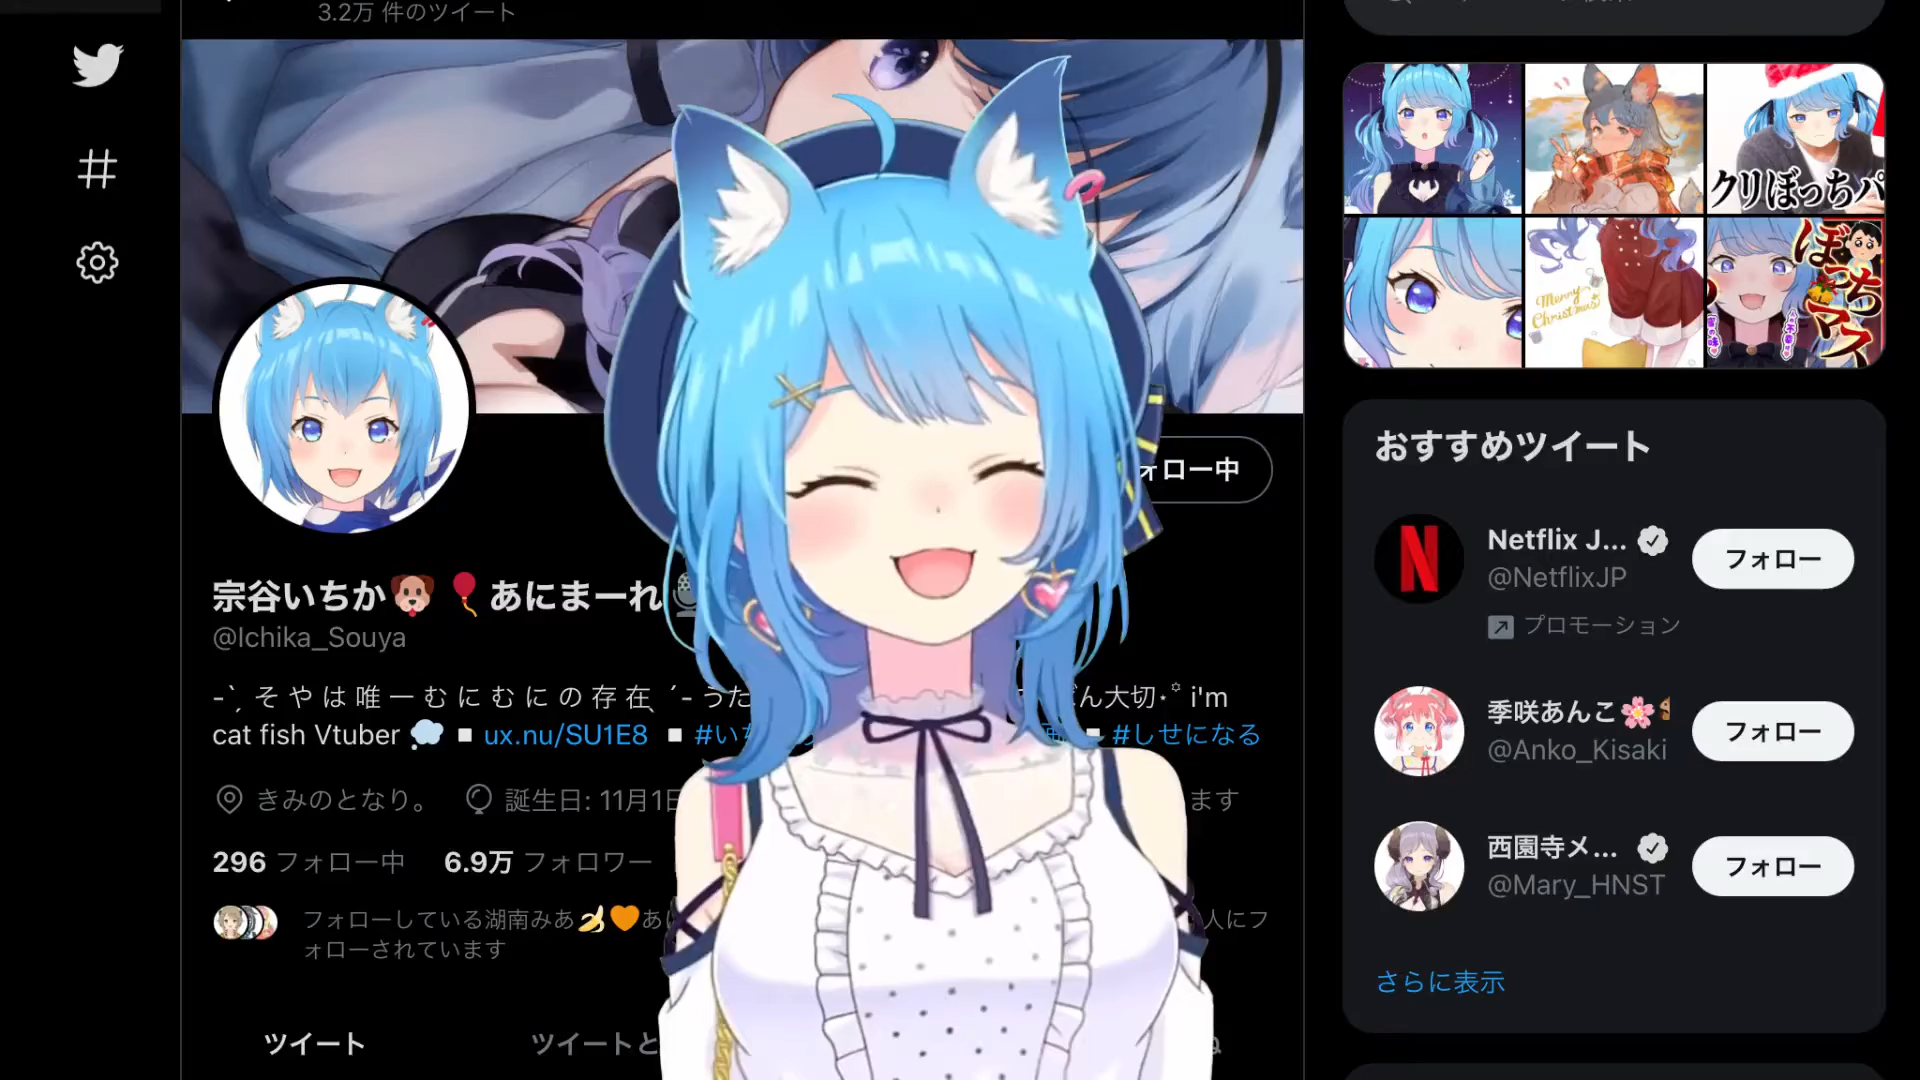 3.2万 件のツイート
フォロー中
宗谷いちか🐶🎈あにまーれ
@Ichika_Souya
-ˋˏ そ や は 唯 一 む に む に の 存 在 ˎˊ- うた
ん大切⋆꙳ i'm
cat fish Vtuber 💭 ◽ ux.nu/SU1E8 ◽ #い
◽ #しせになる
きみのとなり。 誕生日: 11月1日
ます
296 フォロー中 6.9万 フォロワー
フォローしている湖南みあ🍌🧡あ
人にフ
ォローされています
ツイート ツイートと
クリぼっちパ
Merry
Christmas
ぼっち
マス
おすすめツイート
Netflix J...
@NetflixJP
フォロー
プロモーション
季咲あんこ🌸
@Anko_Kisaki
フォロー
西園寺メ...
@Mary_HNST
フォロー
さらに表示